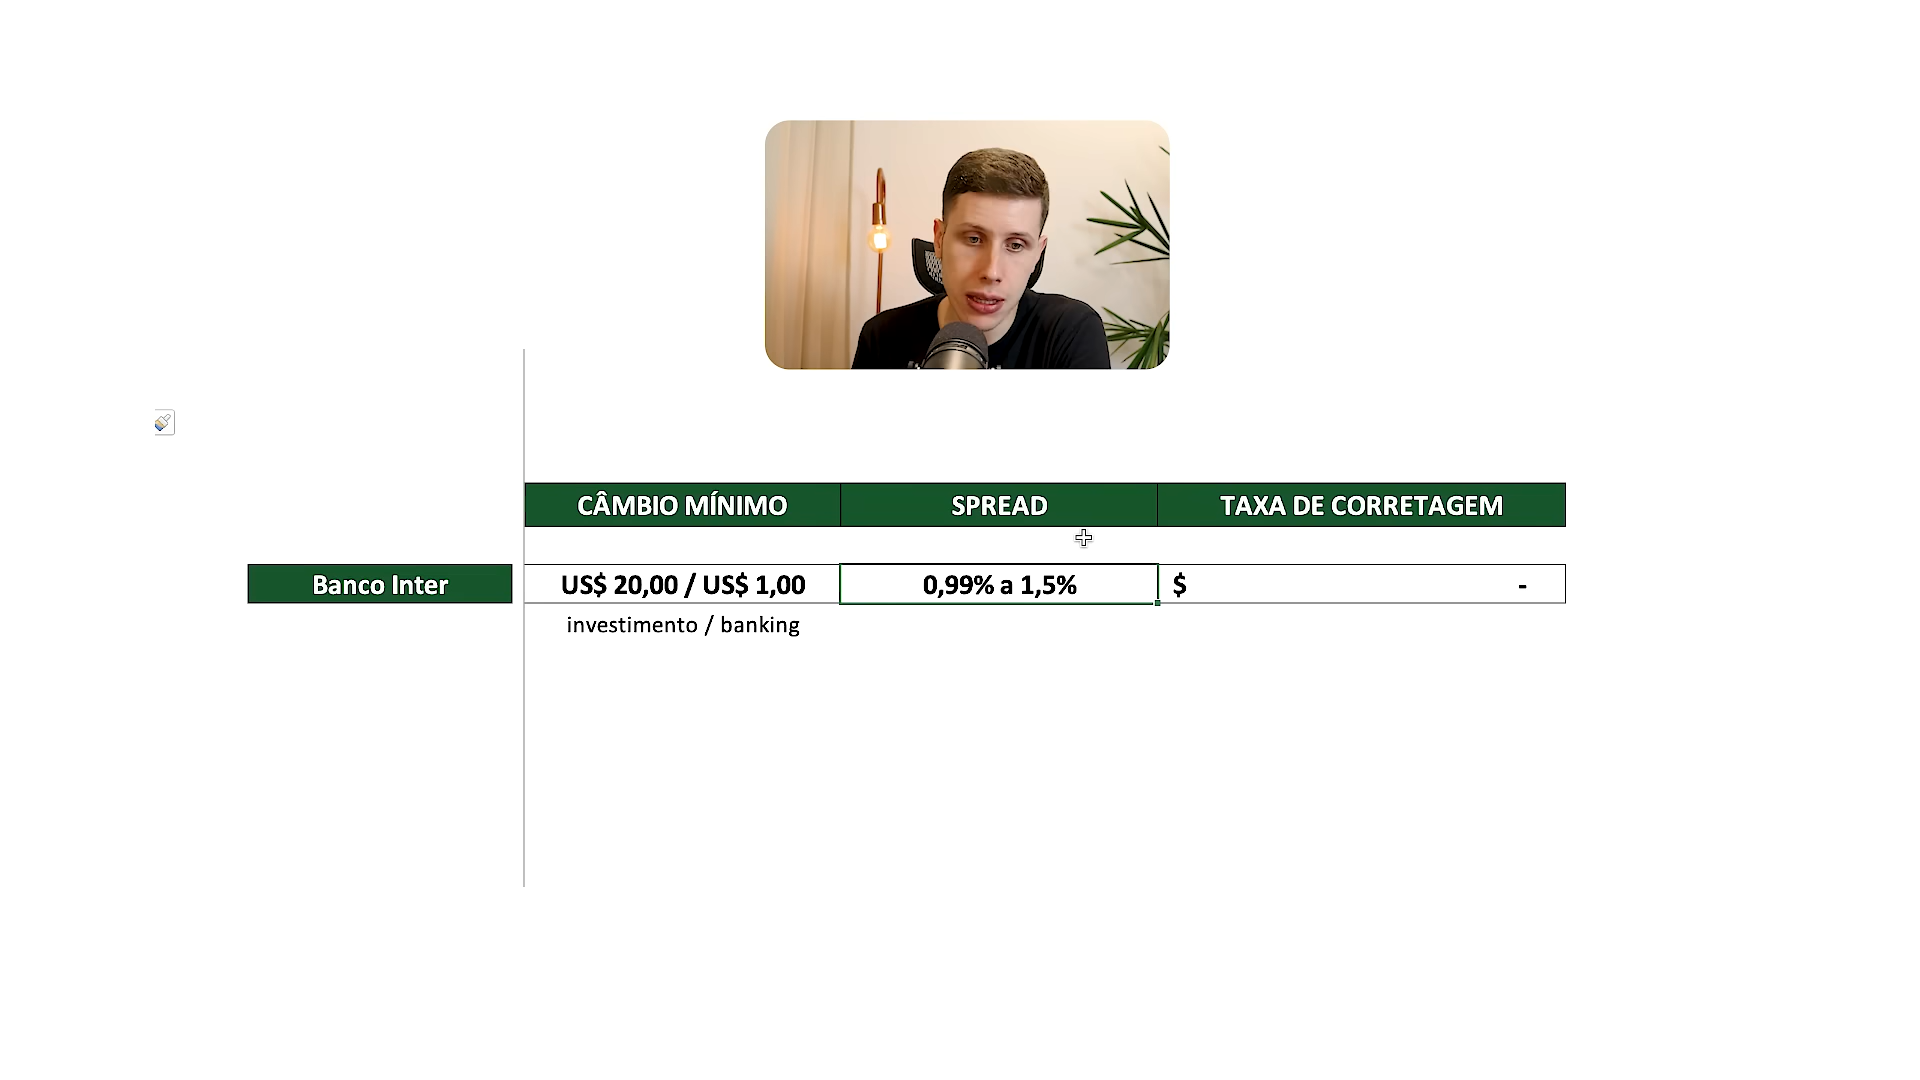 CÂMBIO MÍNIMO SPREAD TAXA DE CORRETAGEM
Banco Inter US$ 20,00 / US$ 1,00 0,99% a 1,5% $ -
investimento / banking